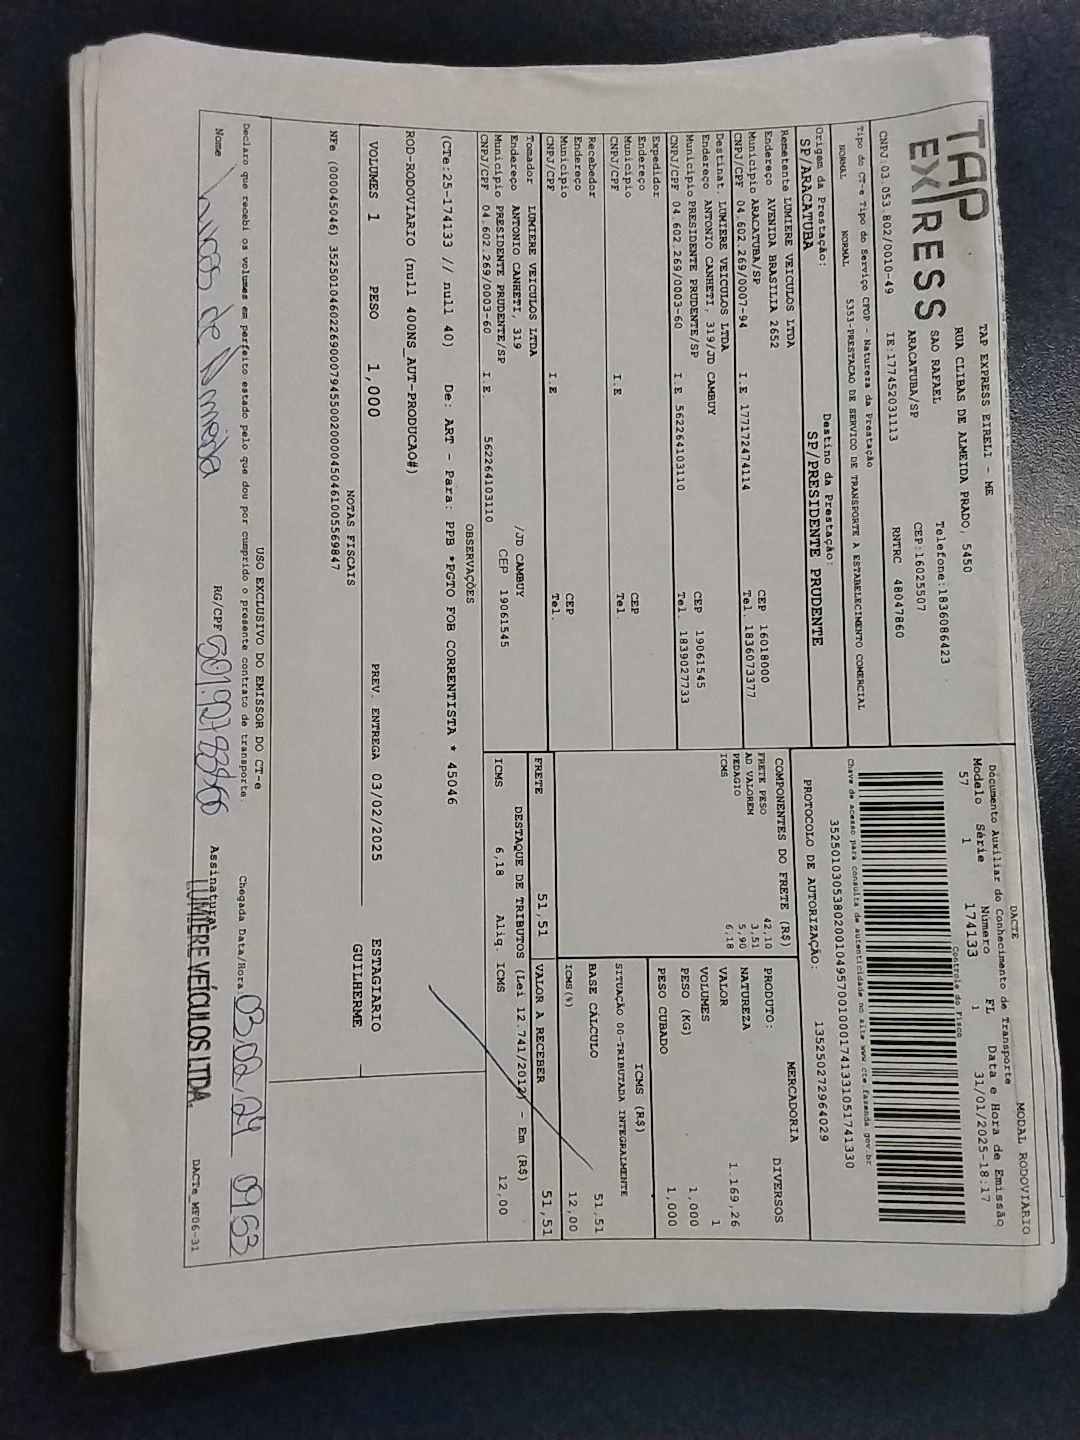 TAP
EXPRESS
TAP EXPRESS EIRELI - ME
RUA CLIBAS DE ALMEIDA PRADO, 5450
SAO RAFAEL Telefone:1836086423
ARACATUBA/SP CEP:16025507
CNPJ:03.053.802/0010-49 IE:177452031113 RNTRC 48047860
Tipo do CT-e Tipo do Serviço CFOP - Natureza da Prestação
NORMAL NORMAL 5353-PRESTACAO DE SERVICO DE TRANSPORTE A ESTABELECIMENTO COMERCIAL
Origem da Prestação: Destino da Prestação:
SP/ARACATUBA SP/PRESIDENTE PRUDENTE
Remetente LUMIERE VEICULOS LTDA
Endereço AVENIDA BRASILIA 2652 CEP 16018000
Município ARACATUBA/SP Tel. 1836073377
CNPJ/CPF 04.602.269/0007-94 I.E 177172474114
Destinat. LUMIERE VEICULOS LTDA
Endereço ANTONIO CANHETI, 319/JD CAMBUY CEP 19061545
Município PRESIDENTE PRUDENTE/SP Tel. 1839027733
CNPJ/CPF 04.602.269/0003-60 I.E 562264103110
Expedidor
Endereço CEP
Município Tel.
CNPJ/CPF I.E
Recebedor
Endereço CEP
Município Tel.
CNPJ/CPF I.E
Tomador LUMIERE VEICULOS LTDA
Endereço ANTONIO CANHETI, 319 /JD CAMBUY
Município PRESIDENTE PRUDENTE/SP CEP 19061545
CNPJ/CPF 04.602.269/0003-60 I.E. 562264103110
MODAL RODOVIÁRIO
DACTE
Documento Auxiliar do Conhecimento de Transporte
Modelo Série Número FL Data e Hora de Emissão
57 1 174133 1 31/01/2025-18:17
Controle do Fisco
Chave de acesso para consulta de autenticidade no site www.cte.fazenda.gov.br
35250103053802001049570010001741331051741330
PROTOCOLO DE AUTORIZAÇÃO: 135250272964029
COMPONENTES DO FRETE (R$)
FRETE PESO 42,10
AD VALOREM 3,51
PEDAGIO 5,90
ICMS 6,18
MERCADORIA
PRODUTO: DIVERSOS
NATUREZA
VALOR 1.169,26
VOLUMES 1
PESO (KG) 1,000
PESO CUBADO 1,000
ICMS (R$)
SITUAÇÃO 00-TRIBUTADA INTEGRALMENTE
BASE CÁLCULO 51,51
ICMS(%) 12,00
FRETE 51,51 VALOR A RECEBER 51,51
DESTAQUE DE TRIBUTOS (Lei 12.741/2012) - Em (R$)
ICMS 6,18 Aliq. ICMS 12,00
OBSERVAÇÕES
(CTe:25-174133 // null 40) De: ART - Para: PPB *PGTO FOB CORRENTISTA * 45046
ROD-RODOVIARIO (null 400NS_AUT-PRODUCAO#)
VOLUMES 1 PESO 1,000 PREV. ENTREGA 03/02/2025 ESTAGIARIO
GUILHERME
NOTAS FISCAIS
NFe (000045046) 35250104602269000794550020000450461005569847
USO EXCLUSIVO DO EMISSOR DO CT-e
Declaro que recebi os volumes em perfeito estado pelo que dou por cumprido o presente contrato de transporte. Chegada Data/Hora 03.02.24 0953
Nome de Almeida RG/CPF Assinatura
LUMIÈRE VEÍCULOS LTDA.
DACTe_MF06-31